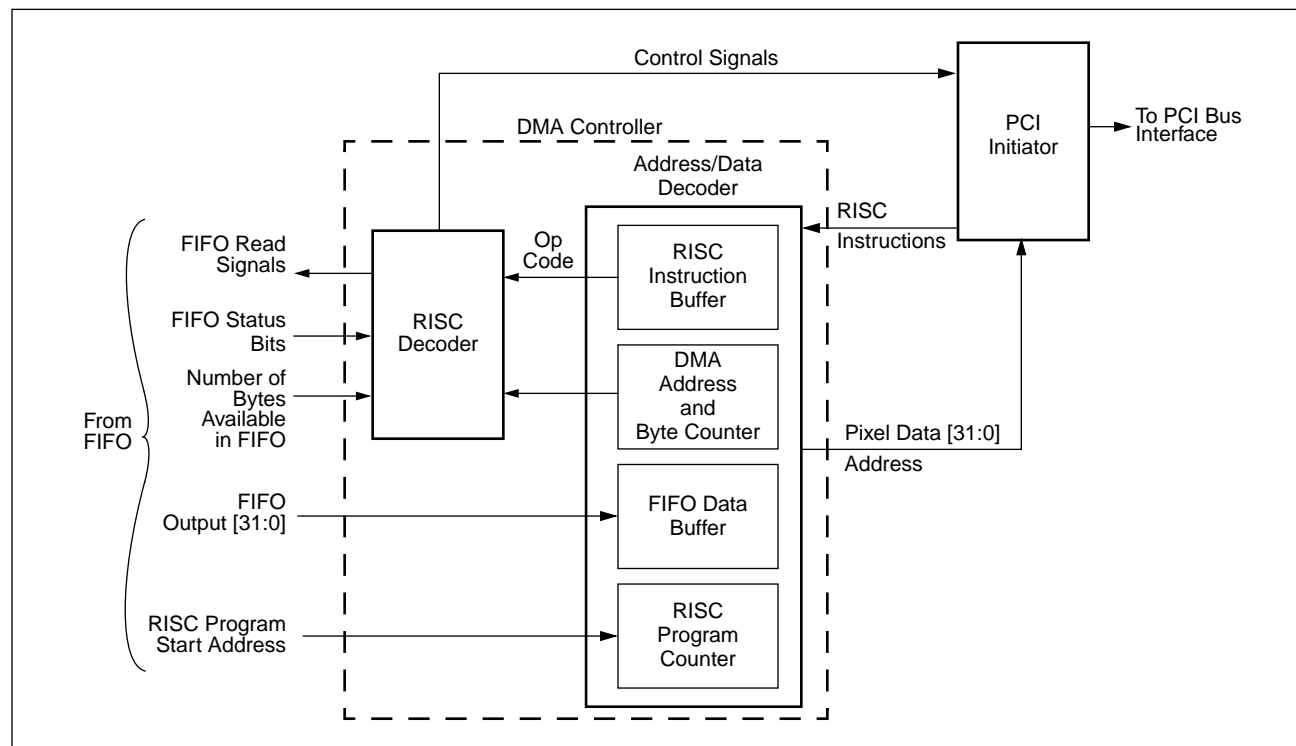 Control Signals
DMA Controller
PCI
Initiator
To PCI Bus
Interface
Address/Data
Decoder
RISC
Instructions
FIFO Read
Signals
Op
Code
RISC
Instruction
Buffer
FIFO Status
Bits
RISC
Decoder
Number of
Bytes
Available
in FIFO
DMA
Address
and
Byte Counter
From
FIFO
Pixel Data [31:0]
Address
FIFO
Output [31:0]
FIFO Data
Buffer
RISC Program
Start Address
RISC
Program
Counter